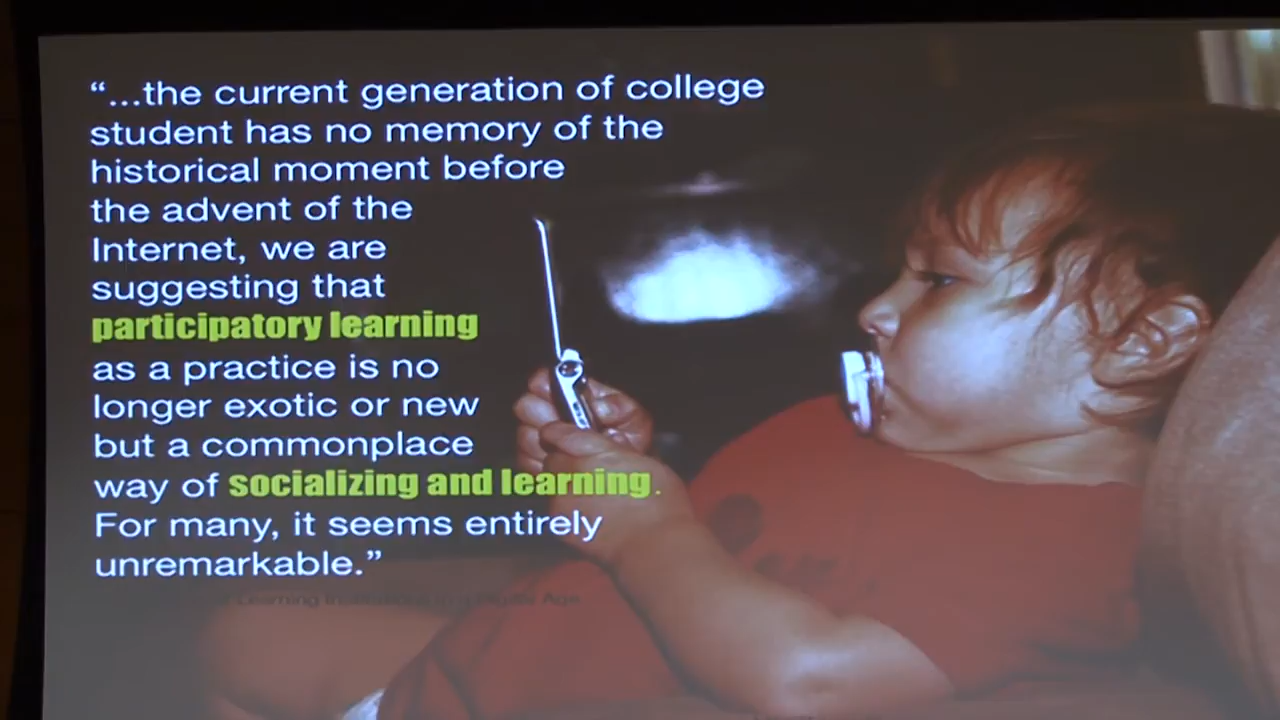 “...the current generation of college
student has no memory of the
historical moment before
the advent of the
Internet, we are
suggesting that
participatory learning
as a practice is no
longer exotic or new
but a commonplace
way of socializing and learning.
For many, it seems entirely
unremarkable.”
Learning Age